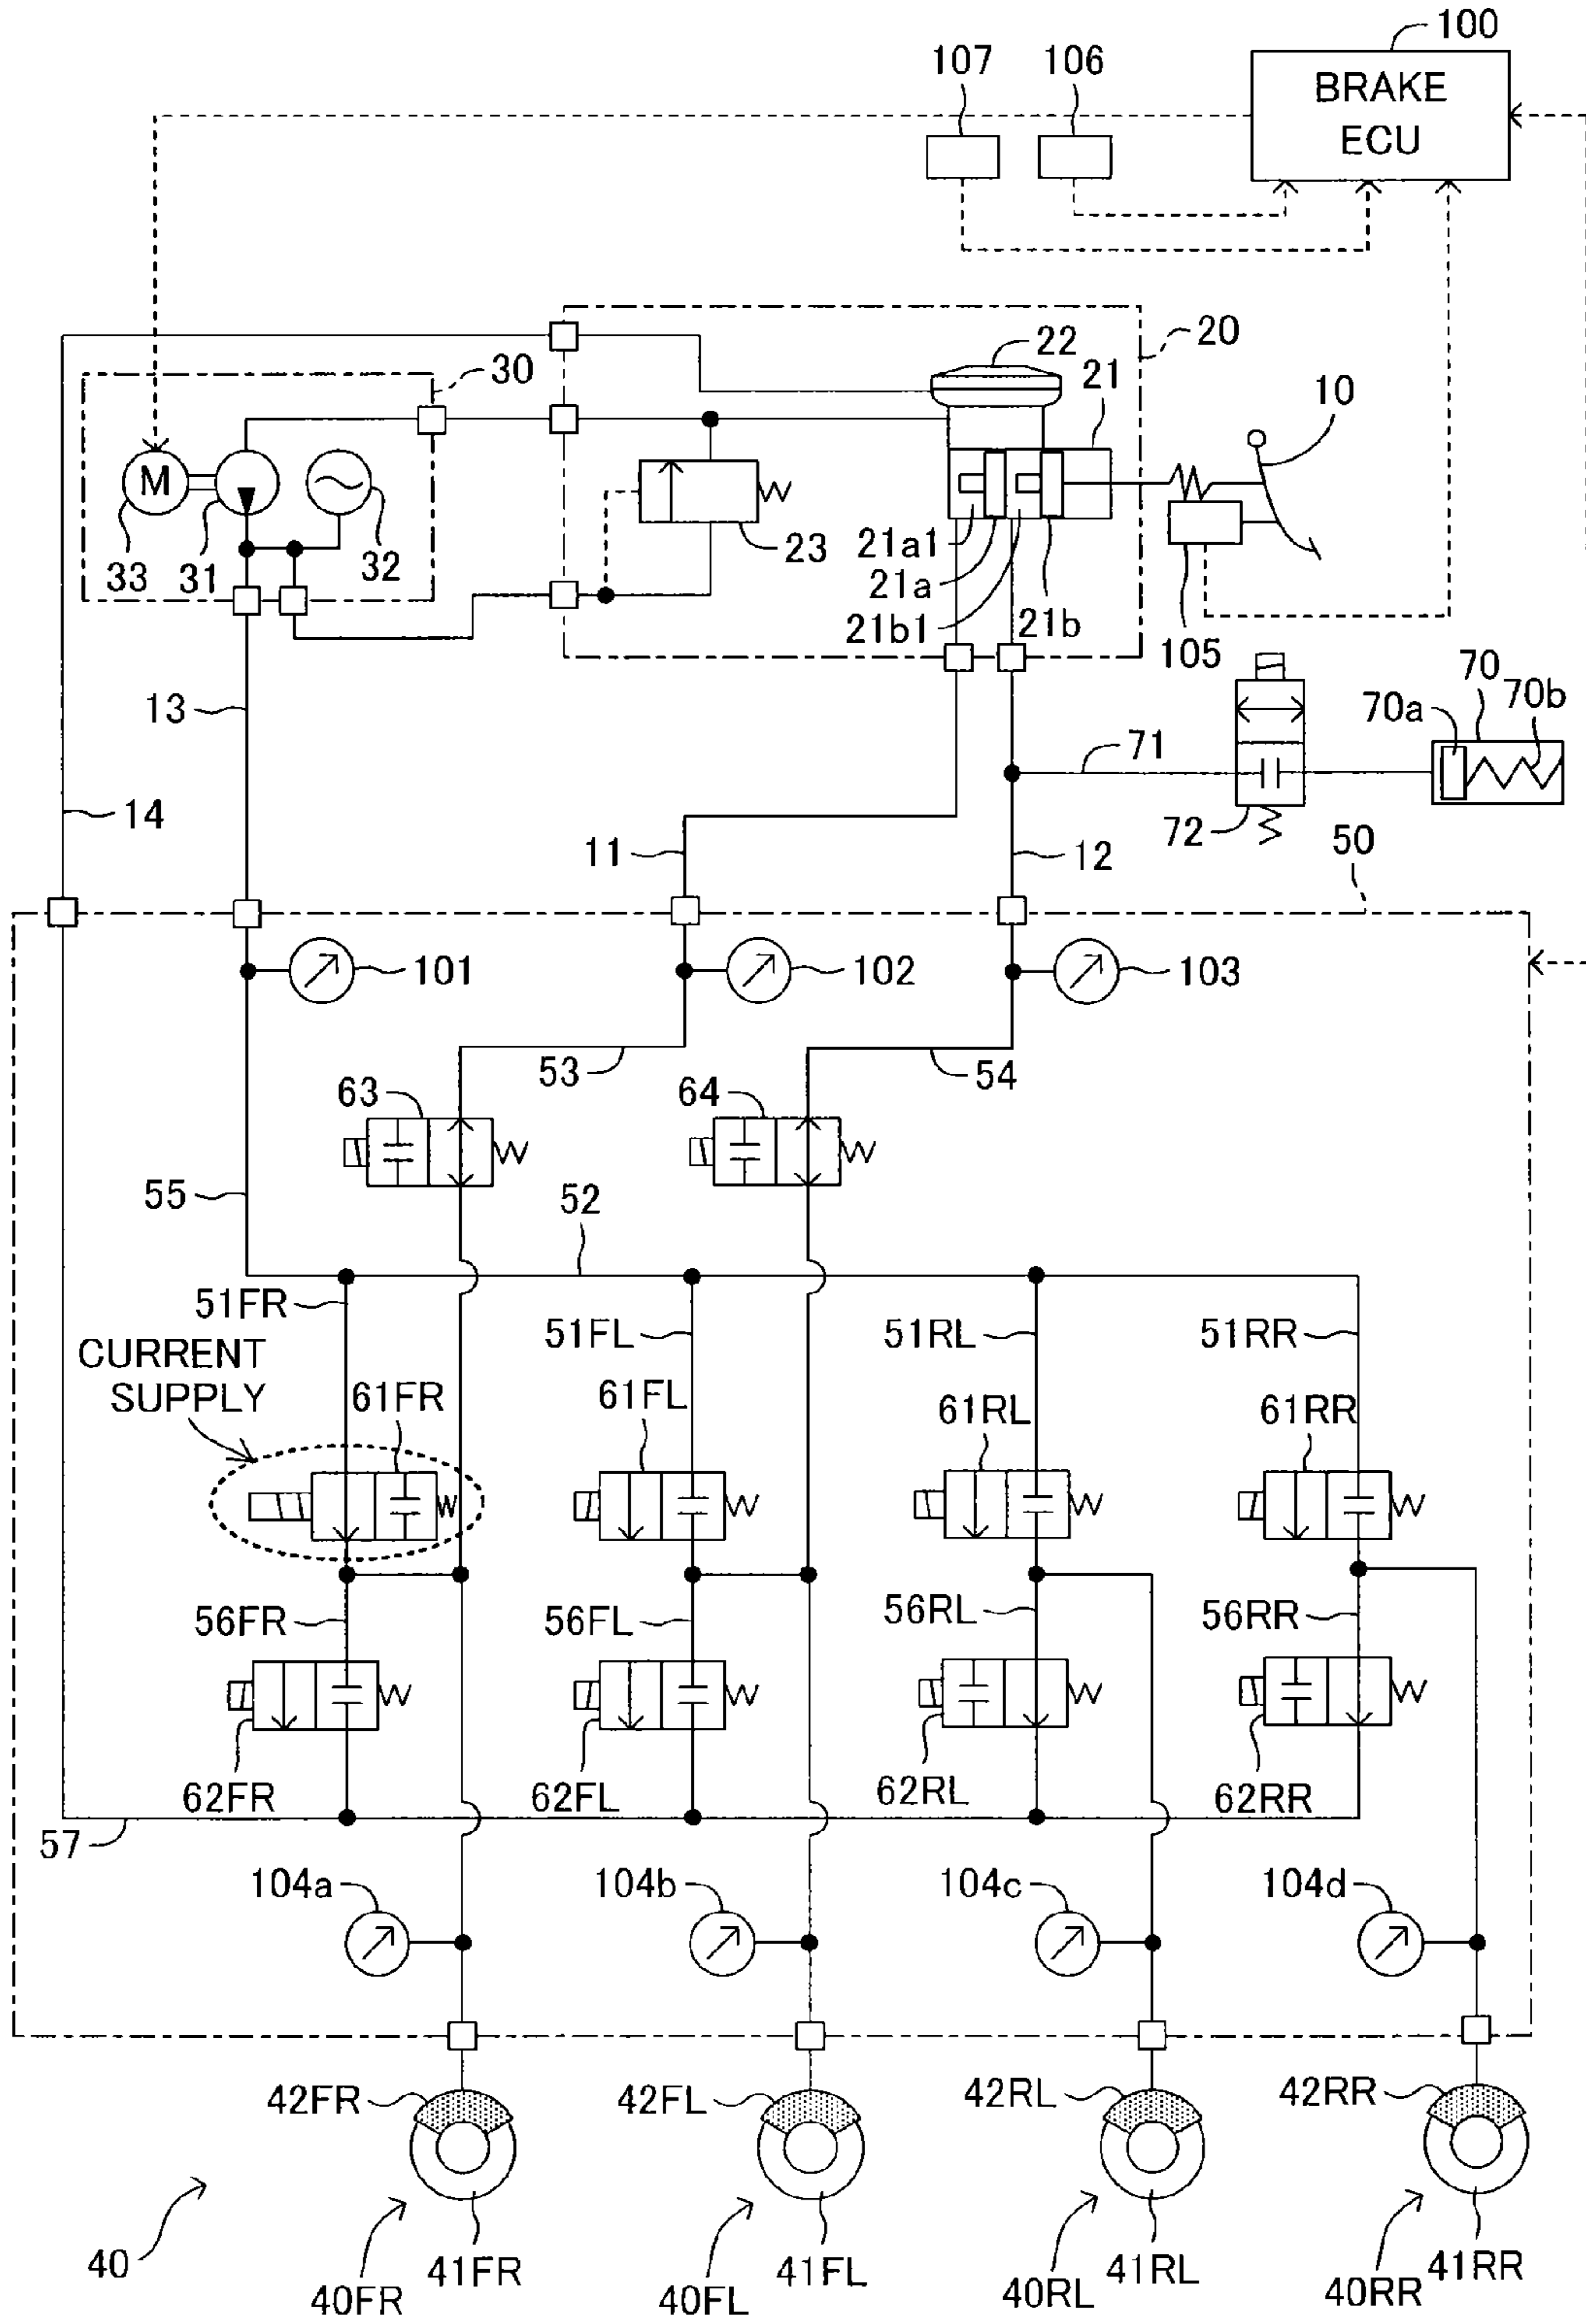 100
107 106
BRAKE
ECU
20
22
30
21
10
M
33
31
32
23
21a1
21a
21b1
21b
105
70
70b
70a
13
71
14
72
11
12
50
101
102
103
53
54
63
64
55
52
51FR
51FL
51RL
51RR
CURRENT
SUPPLY
61FR
61FL
61RL
61RR
56FR
56FL
56RL
56RR
62FR
62FL
62RL
62RR
57
104a
104b
104c
104d
42FR
42FL
42RL
42RR
40
41FR
41FL
41RL
41RR
40FR
40FL
40RL
40RR